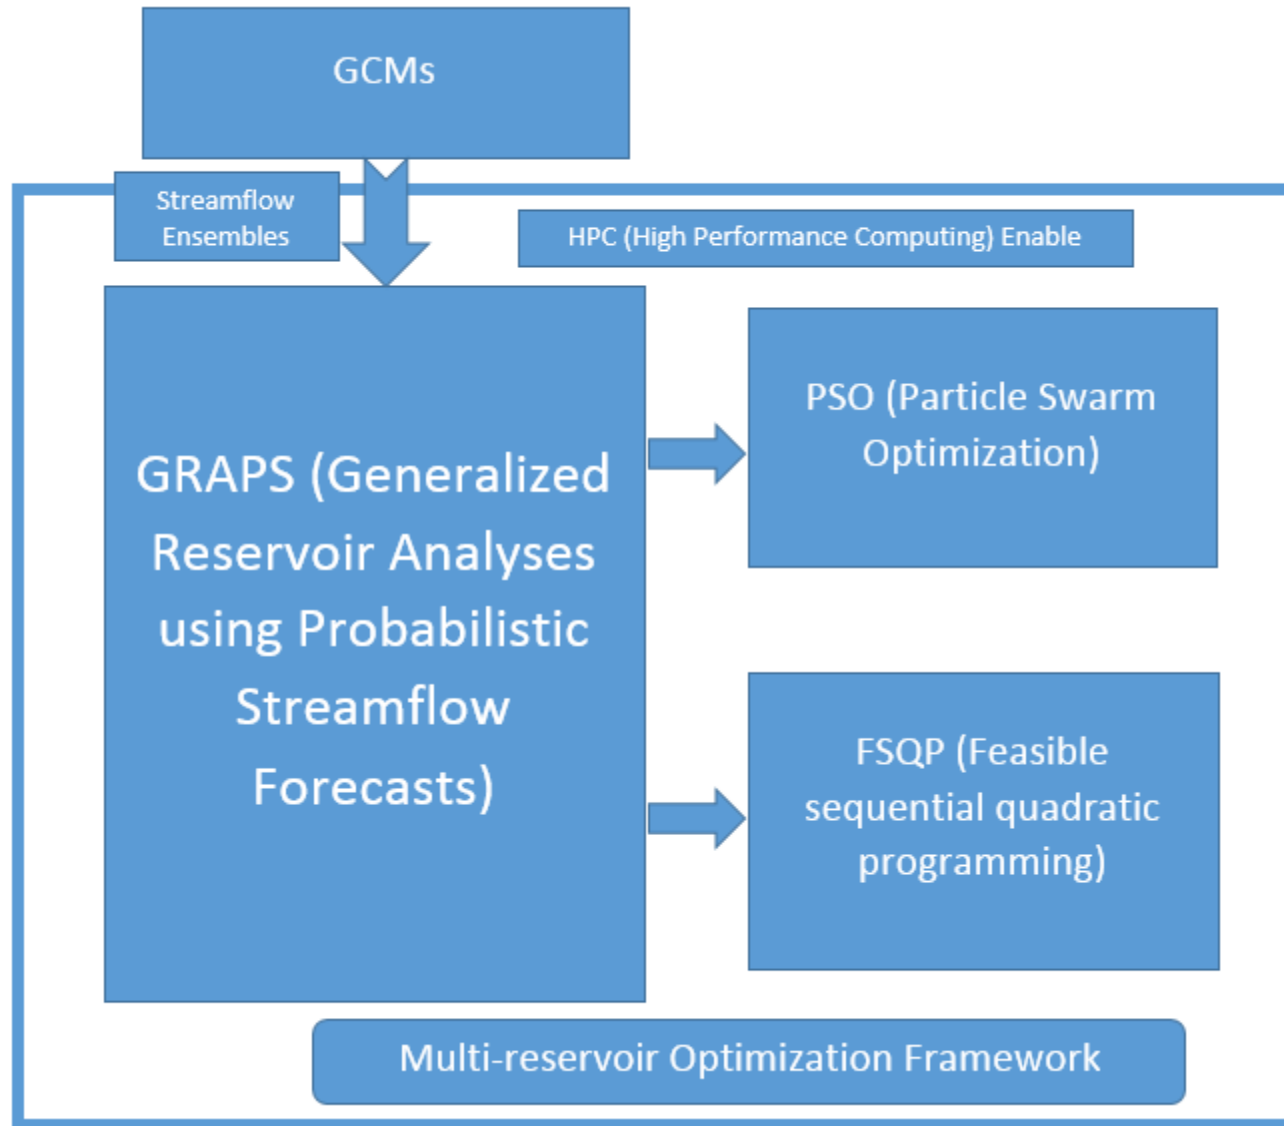 GCMs
Streamflow
Ensembles
HPC (High Performance Computing) Enable
GRAPS (Generalized
Reservoir Analyses
using Probabilistic
Streamflow
Forecasts)
PSO (Particle Swarm
Optimization)
FSQP (Feasible
sequential quadratic
programming)
Multi-reservoir Optimization Framework